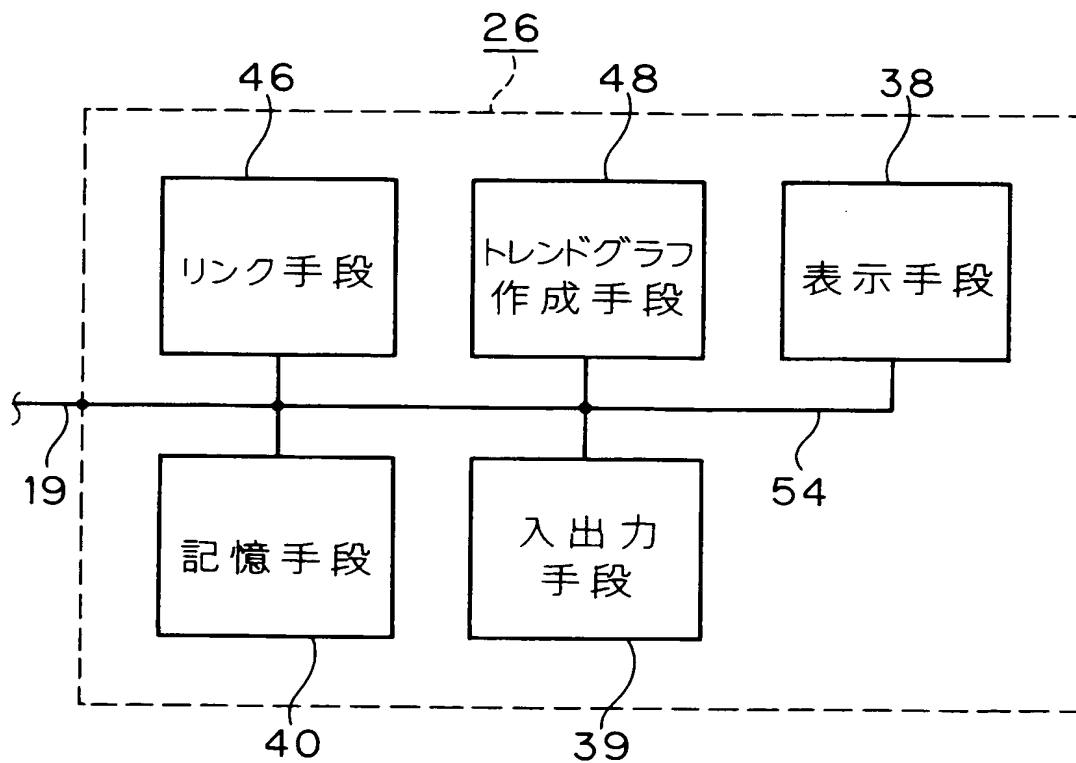 26
46
48
38
リンク手段
トレンドグラフ
作成手段
表示手段
19
54
記憶手段
入出力
手段
40
39